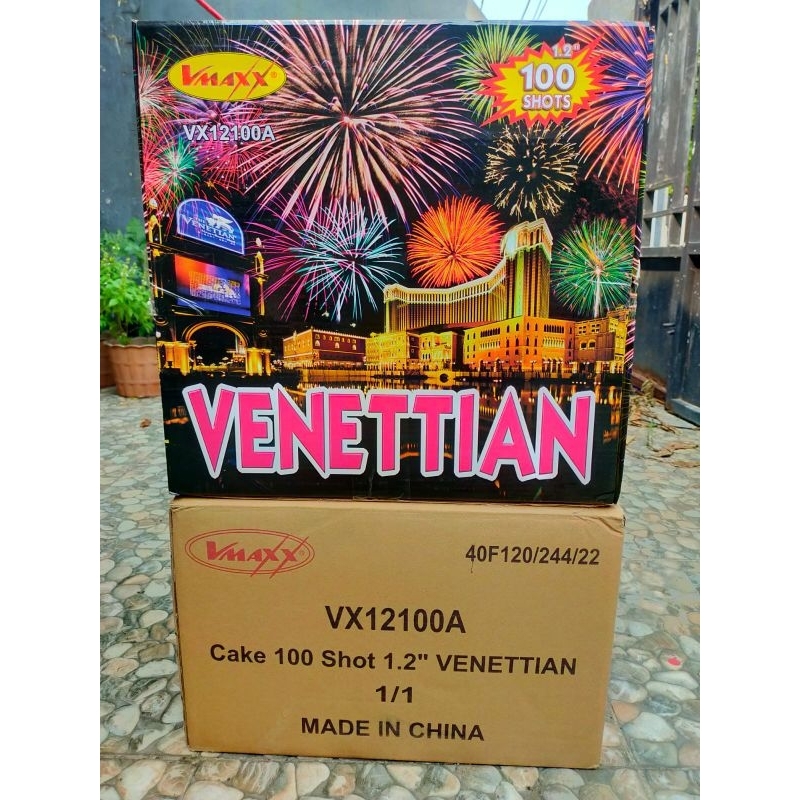 VMAXX®
1.2"
100
SHOTS
VX12100A
VENETIAN
VENETTIAN
VMAXX®
40F120/244/22
VX12100A
Cake 100 Shot 1.2" VENETTIAN
1/1
MADE IN CHINA